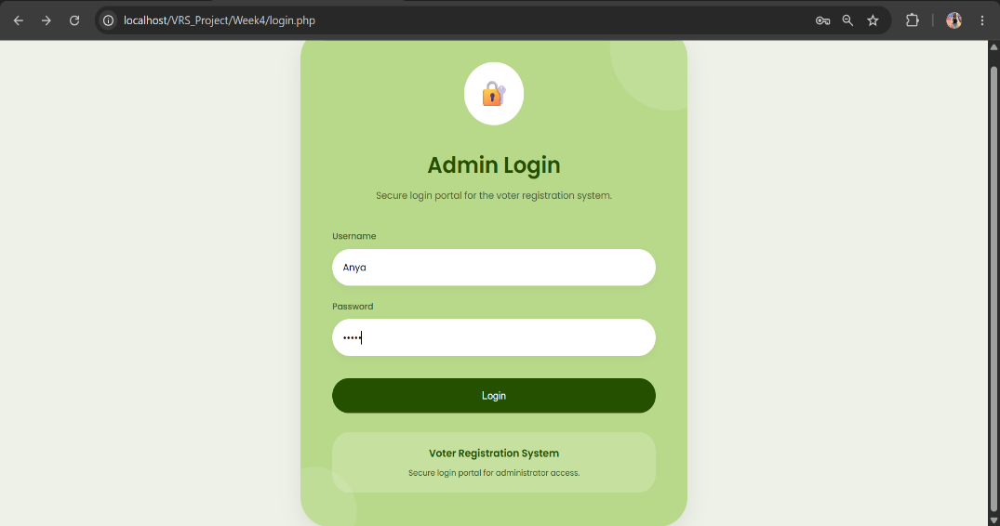 localhost/VRS_Project/Week4/login.php
Admin Login
Secure login portal for the voter registration system.
Username
Anya
Password
•••••
Login
Voter Registration System
Secure login portal for administrator access.